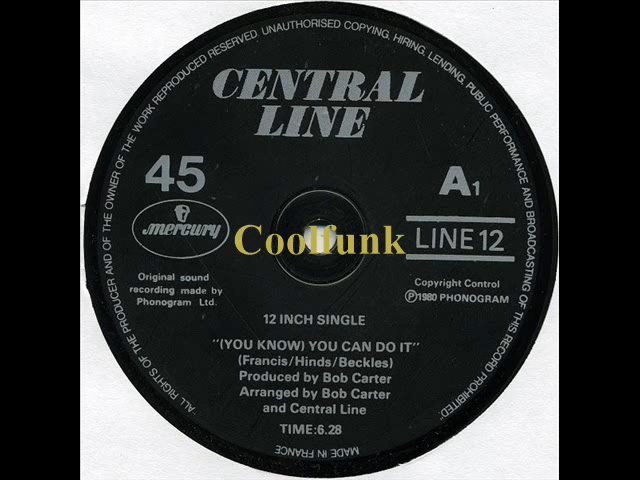 ALL RIGHTS OF THE PRODUCER AND OF THE OWNER OF THE WORK REPRODUCED RESERVED. UNAUTHORISED COPYING, HIRING, LENDING, PUBLIC PERFORMANCE AND BROADCASTING OF THIS RECORD PROHIBITED"
CENTRAL
LINE
45
A1
mercury
LINE 12
Coolfunk
Original sound
recording made by
Phonogram Ltd.
Copyright Control
Ⓟ1980 PHONOGRAM
12 INCH SINGLE
"(YOU KNOW) YOU CAN DO IT"
(Francis/Hinds/Beckles)
Produced by Bob Carter
Arranged by Bob Carter
and Central Line
TIME:6.28
MADE IN FRANCE